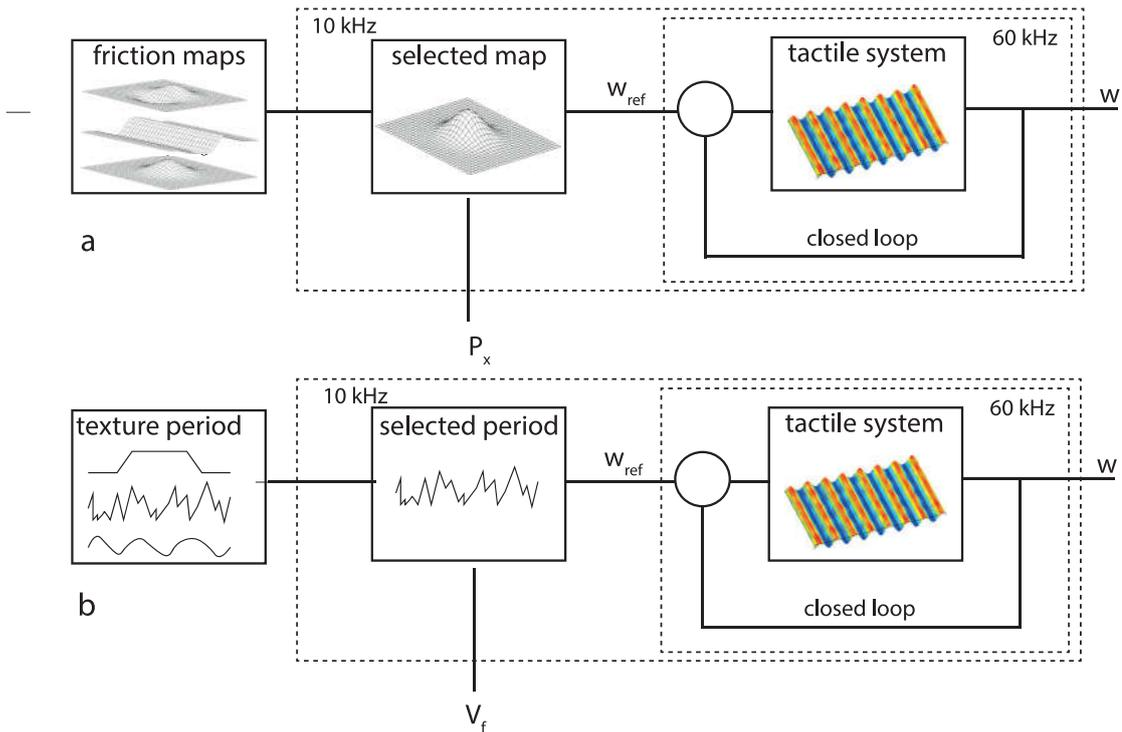 10 kHz
60 kHz
friction maps
selected map
tactile system
w_ref
w
closed loop
a
P_x
10 kHz
60 kHz
texture period
selected period
tactile system
w_ref
w
closed loop
b
V_f